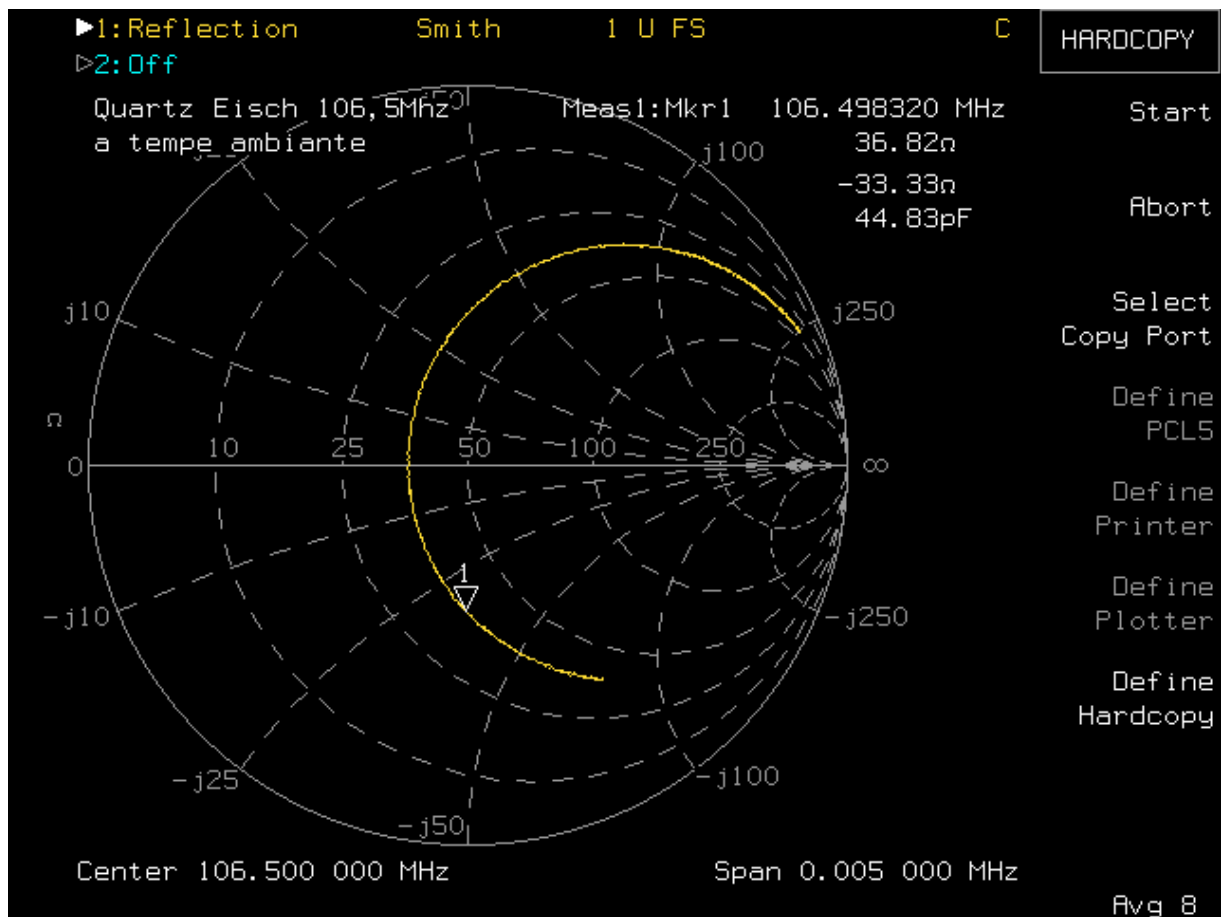 ▶1:Reflection Smith 1 U FS C
▷2:Off
HARDCOPY
Quartz Eisch 106,5Mhz Meas1:Mkr1 106.498320 MHz
a tempe ambiante 36.82Ω
-33.33Ω
44.83pF
Start
Abort
Select
Copy Port
Define
PCL5
Define
Printer
Define
Plotter
Define
Hardcopy
j100
j10
j250
Ω
0 10 25 50 100 250 ∞
1
-j10
-j250
-j25
-j100
-j50
Center 106.500 000 MHz Span 0.005 000 MHz
Avg 8